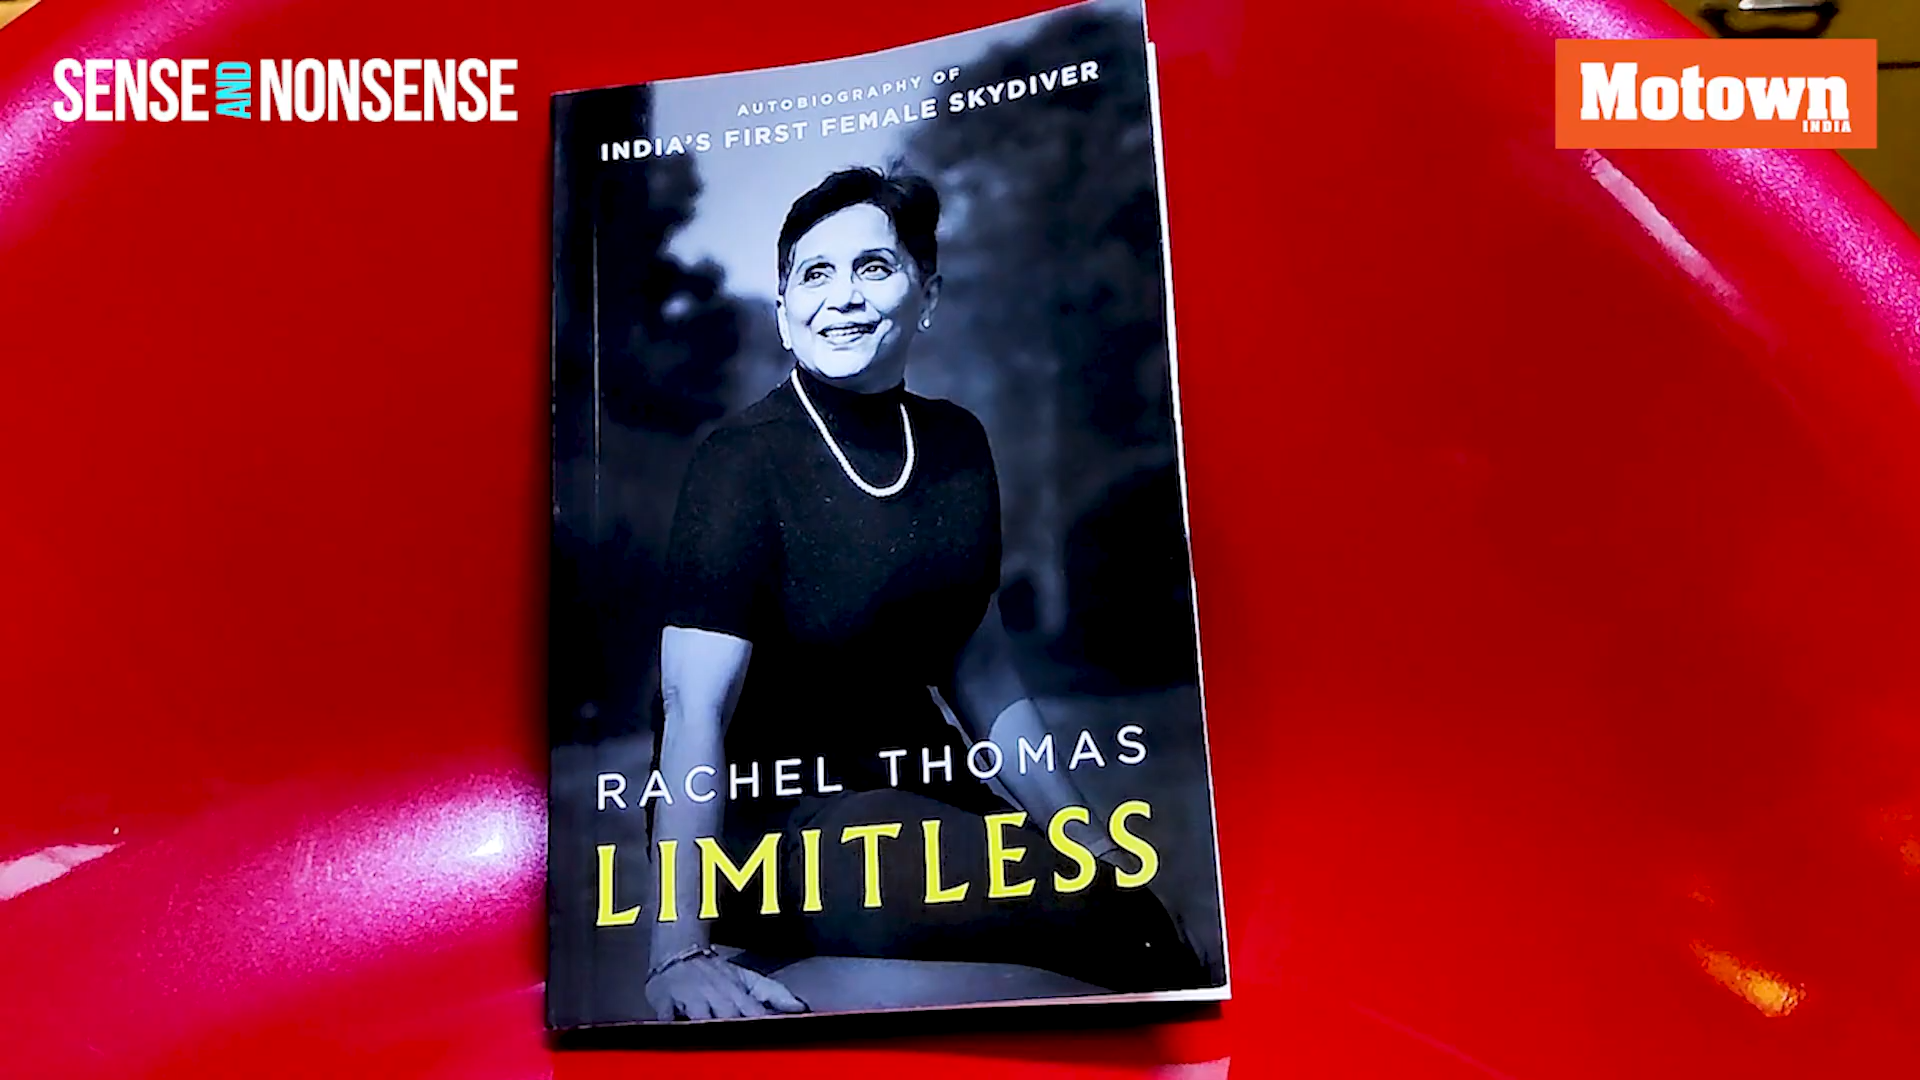 SENSE AND NONSENSE
Motown
INDIA
AUTOBIOGRAPHY OF
INDIA'S FIRST FEMALE SKYDIVER
RACHEL THOMAS
LIMITLESS